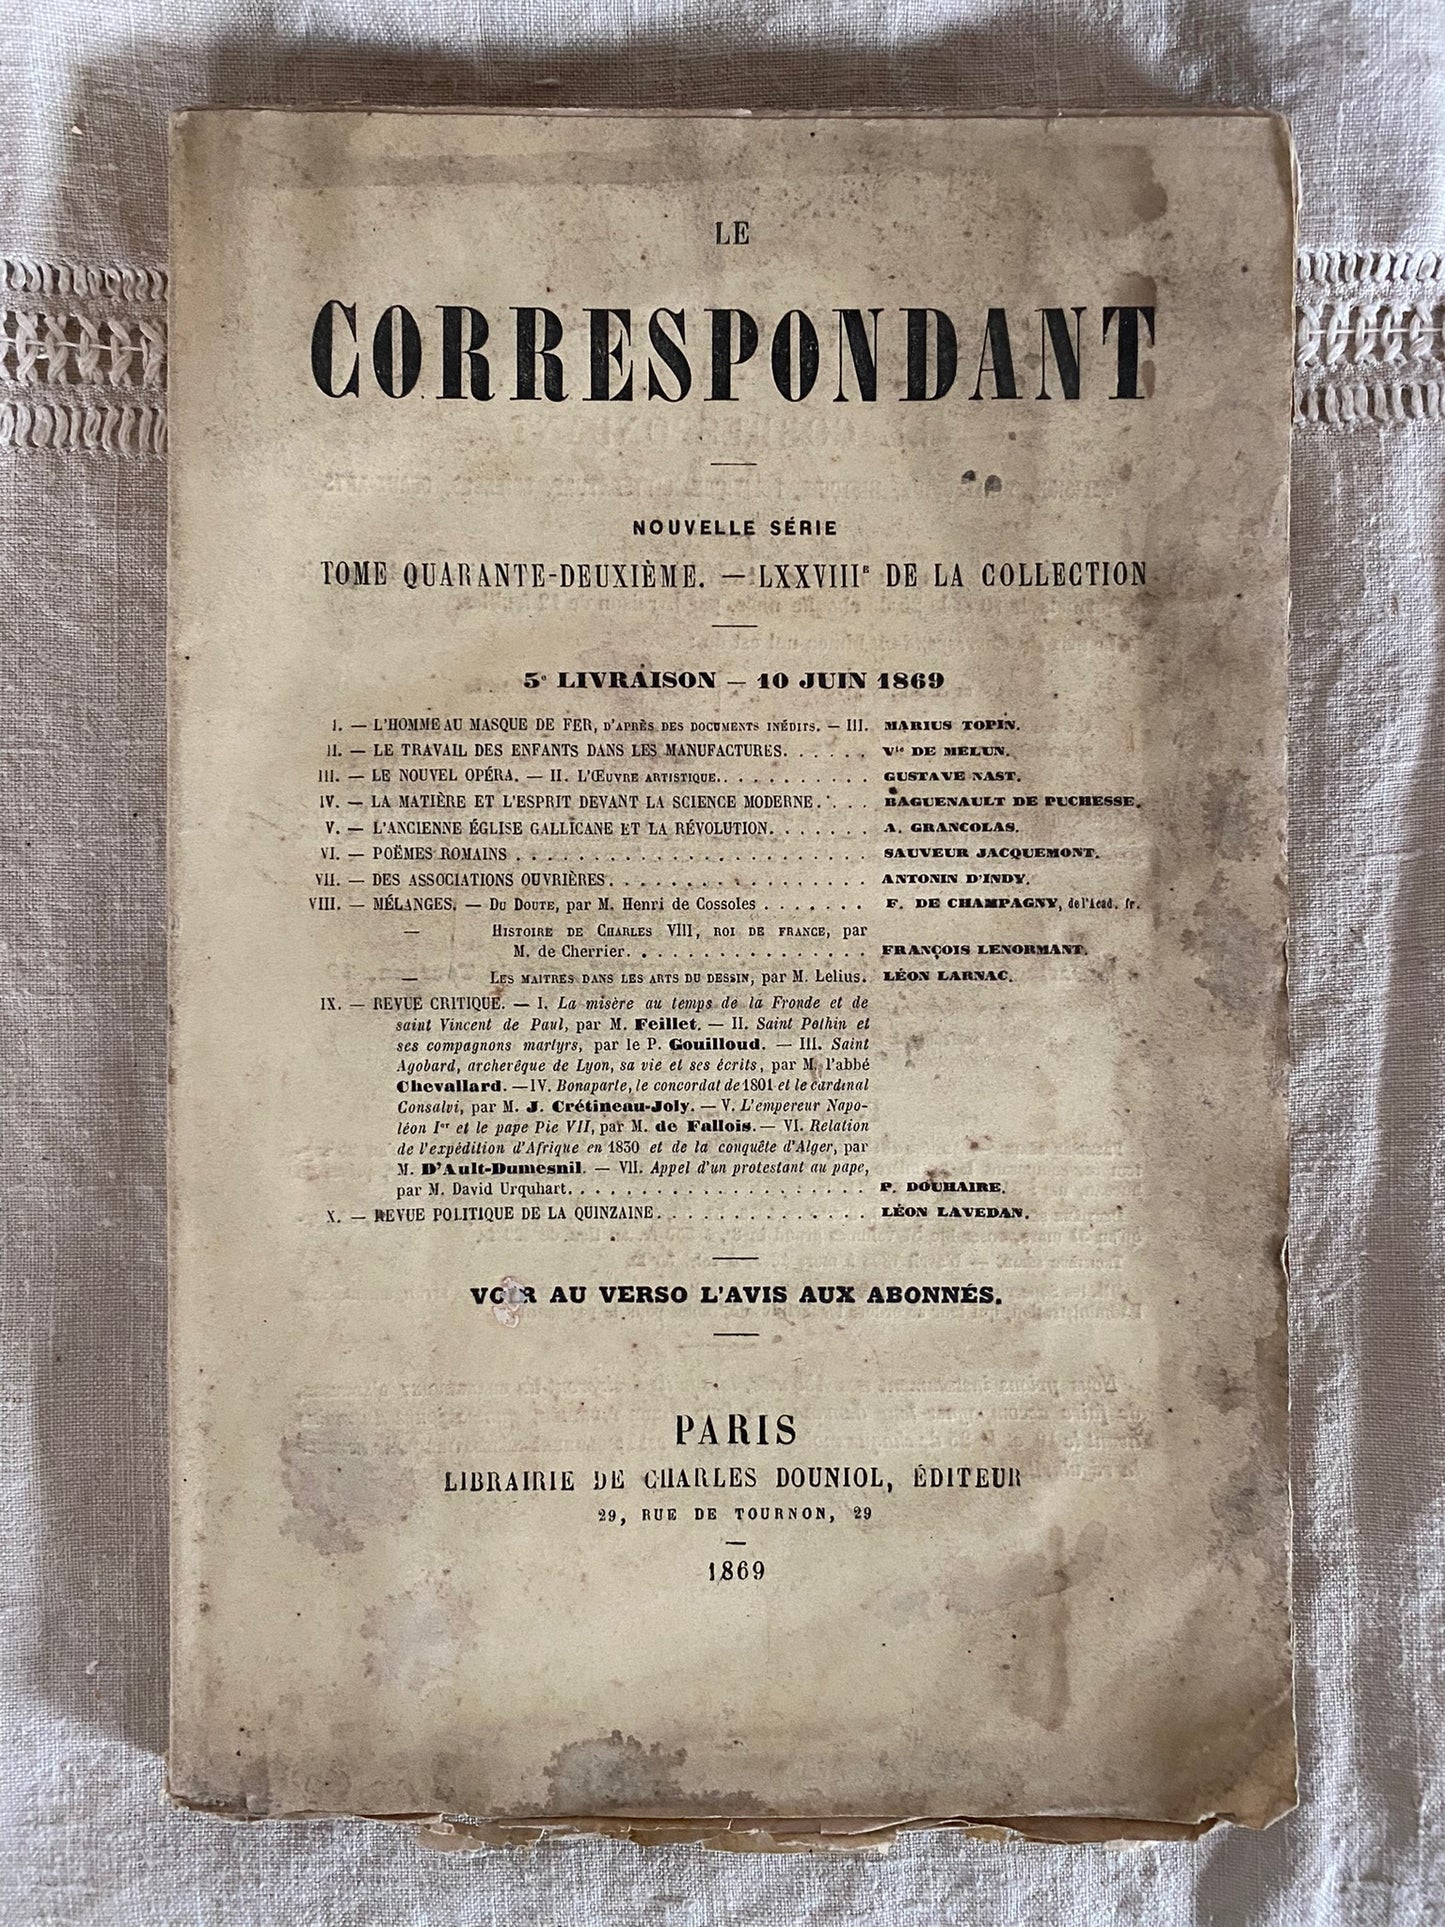 LE
CORRESPONDANT
NOUVELLE SÉRIE
TOME QUARANTE-DEUXIÈME. — LXXVIIIᴱ DE LA COLLECTION
5ᵉ LIVRAISON — 10 JUIN 1869
I. — L'HOMME AU MASQUE DE FER, D'APRÈS DES DOCUMENTS INÉDITS. — III. MARIUS TOPIN.
II. — LE TRAVAIL DES ENFANTS DANS LES MANUFACTURES. . . . . . Vᵗᵉ DE MELUN.
III. — LE NOUVEL OPÉRA. — II. L'ŒUVRE ARTISTIQUE. . . . . . . . . . . GUSTAVE NAST.
IV. — LA MATIÈRE ET L'ESPRIT DEVANT LA SCIENCE MODERNE. . . . BAGUENAULT DE PUCHESSE.
V. — L'ANCIENNE ÉGLISE GALLICANE ET LA RÉVOLUTION. . . . . . . A. GRANCOLAS.
VI. — POËMES ROMAINS . . . . . . . . . . . . . . . . . . . . . . . SAUVEUR JACQUEMONT.
VII. — DES ASSOCIATIONS OUVRIÈRES. . . . . . . . . . . . . . . . . ANTONIN D'INDY.
VIII. — MÉLANGES. — DU DOUTE, par M. Henri de Cossoles . . . . . . . F. DE CHAMPAGNY, de l'Acad. fr.
— HISTOIRE DE CHARLES VIII, ROI DE FRANCE, par
M. de Cherrier. . . . . . . . . . . . . . . . FRANÇOIS LENORMANT.
— LES MAITRES DANS LES ARTS DU DESSIN, par M. Lelius. LÉON LARNAC.
IX. — REVUE CRITIQUE. — I. La misère au temps de la Fronde et de
saint Vincent de Paul, par M. Feillet. — II. Saint Pothin et
ses compagnons martyrs, par le P. Gouilloud. — III. Saint
Agobard, archevêque de Lyon, sa vie et ses écrits, par M. l'abbé
Chevallard. — IV. Bonaparte, le concordat de 1801 et le cardinal
Consalvi, par M. J. Crétineau-Joly. — V. L'empereur Napo-
léon Iᵉʳ et le pape Pie VII, par M. de Fallois. — VI. Relation
de l'expédition d'Afrique en 1830 et de la conquête d'Alger, par
M. D'Ault-Dumesnil. — VII. Appel d'un protestant au pape,
par M. David Urquhart. . . . . . . . . . . . . . . . . . . . P. DOUHAIRE.
X. — REVUE POLITIQUE DE LA QUINZAINE. . . . . . . . . . . . . . LÉON LAVEDAN.
VOIR AU VERSO L'AVIS AUX ABONNÉS.
PARIS
LIBRAIRIE DE CHARLES DOUNIOL, ÉDITEUR
29, RUE DE TOURNON, 29
1869